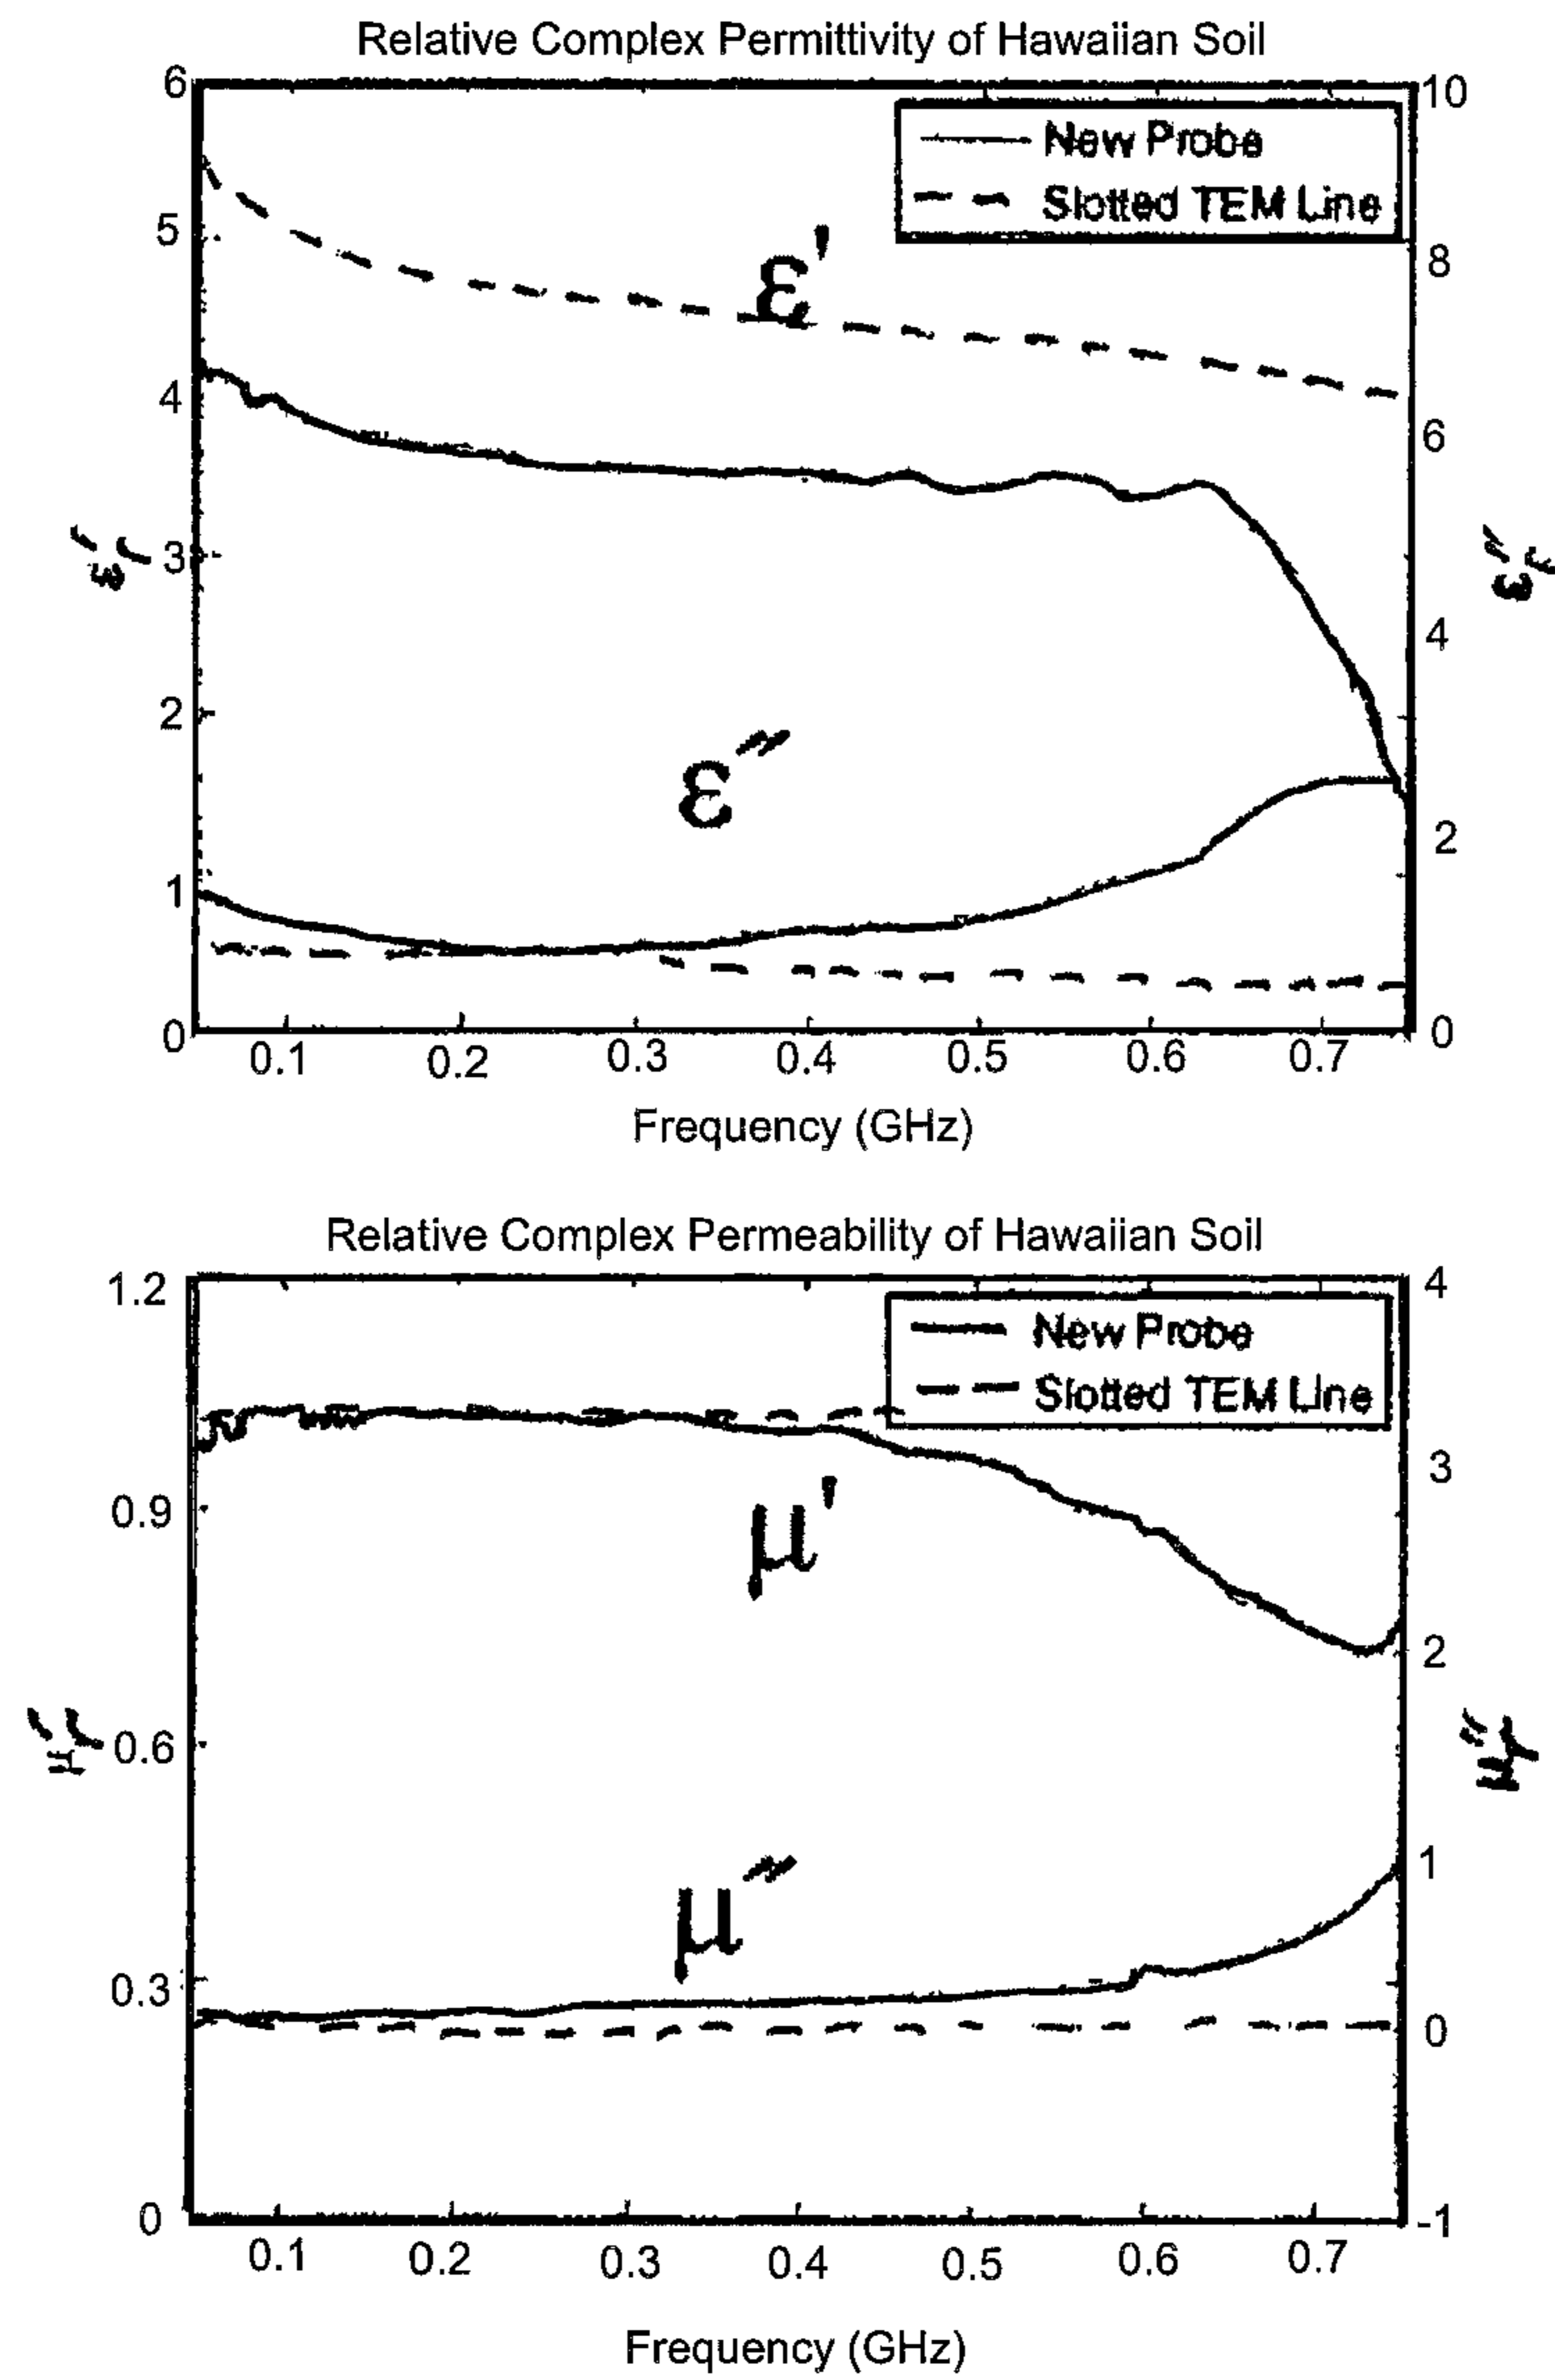 Relative Complex Permittivity of Hawaiian Soil
6
10
New Probe
Slotted TEM Line
5
8
ε'
4
6
3
εr'
εr″
4
2
ε″
2
1
0
0
0.1 0.2 0.3 0.4 0.5 0.6 0.7
Frequency (GHz)
Relative Complex Permeability of Hawaiian Soil
1.2
4
New Probe
Slotted TEM Line
3
0.9
μ'
2
μr'
0.6
μr″
1
μ″
0.3
0
0
-1
0.1 0.2 0.3 0.4 0.5 0.6 0.7
Frequency (GHz)